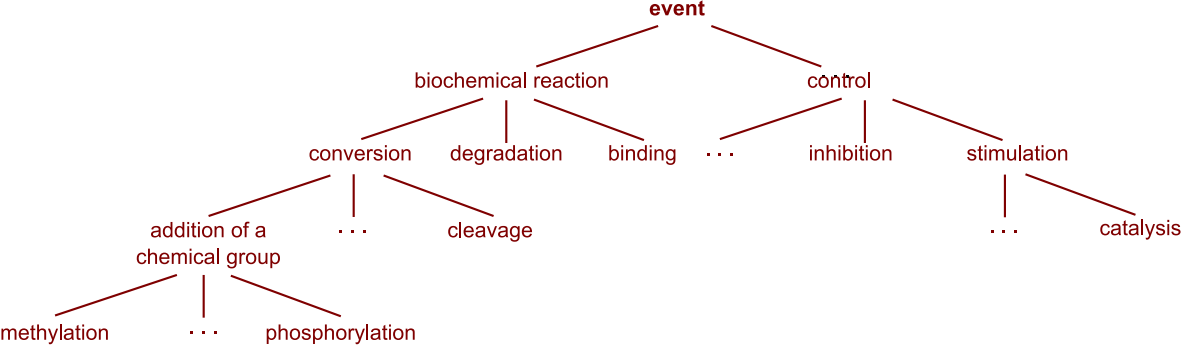 event
biochemical reaction
control
...
conversion
degradation
binding
...
inhibition
stimulation
addition of a
chemical group
...
cleavage
...
catalysis
methylation
...
phosphorylation